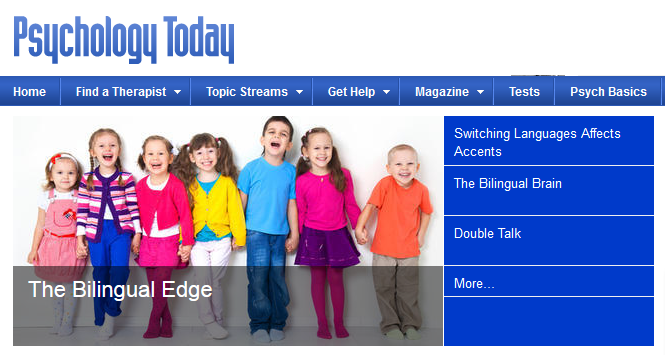 Psychology Today
Home Find a Therapist Topic Streams Get Help Magazine Tests Psych Basics
Switching Languages Affects
Accents
The Bilingual Brain
Double Talk
More...
The Bilingual Edge